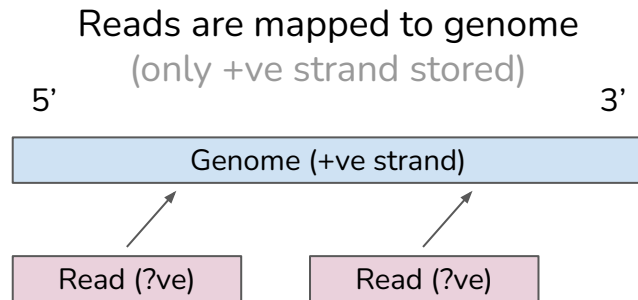 Reads are mapped to genome
(only +ve strand stored)
5’ 3’
Genome (+ve strand)
Read (?ve) Read (?ve)